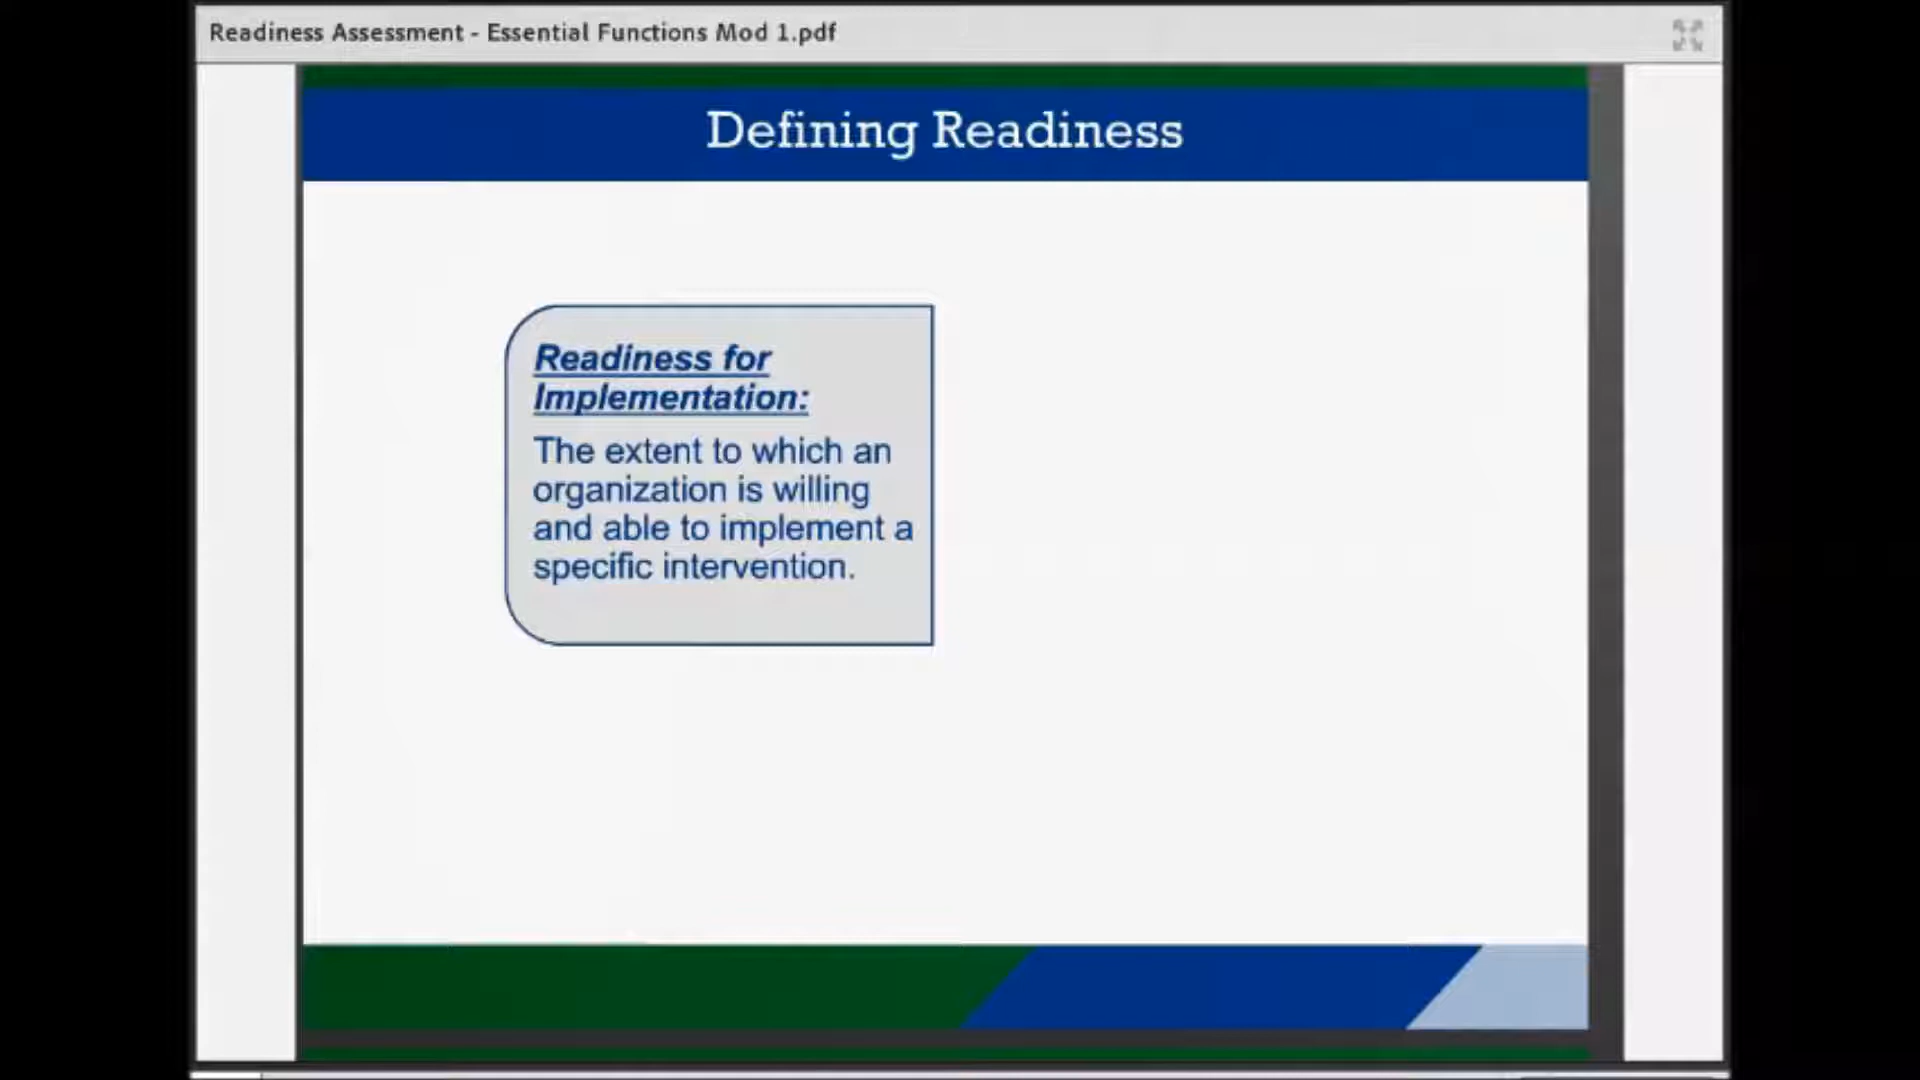 Readiness Assessment - Essential Functions Mod 1.pdf
Defining Readiness
Readiness for
Implementation:
The extent to which an
organization is willing
and able to implement a
specific intervention.